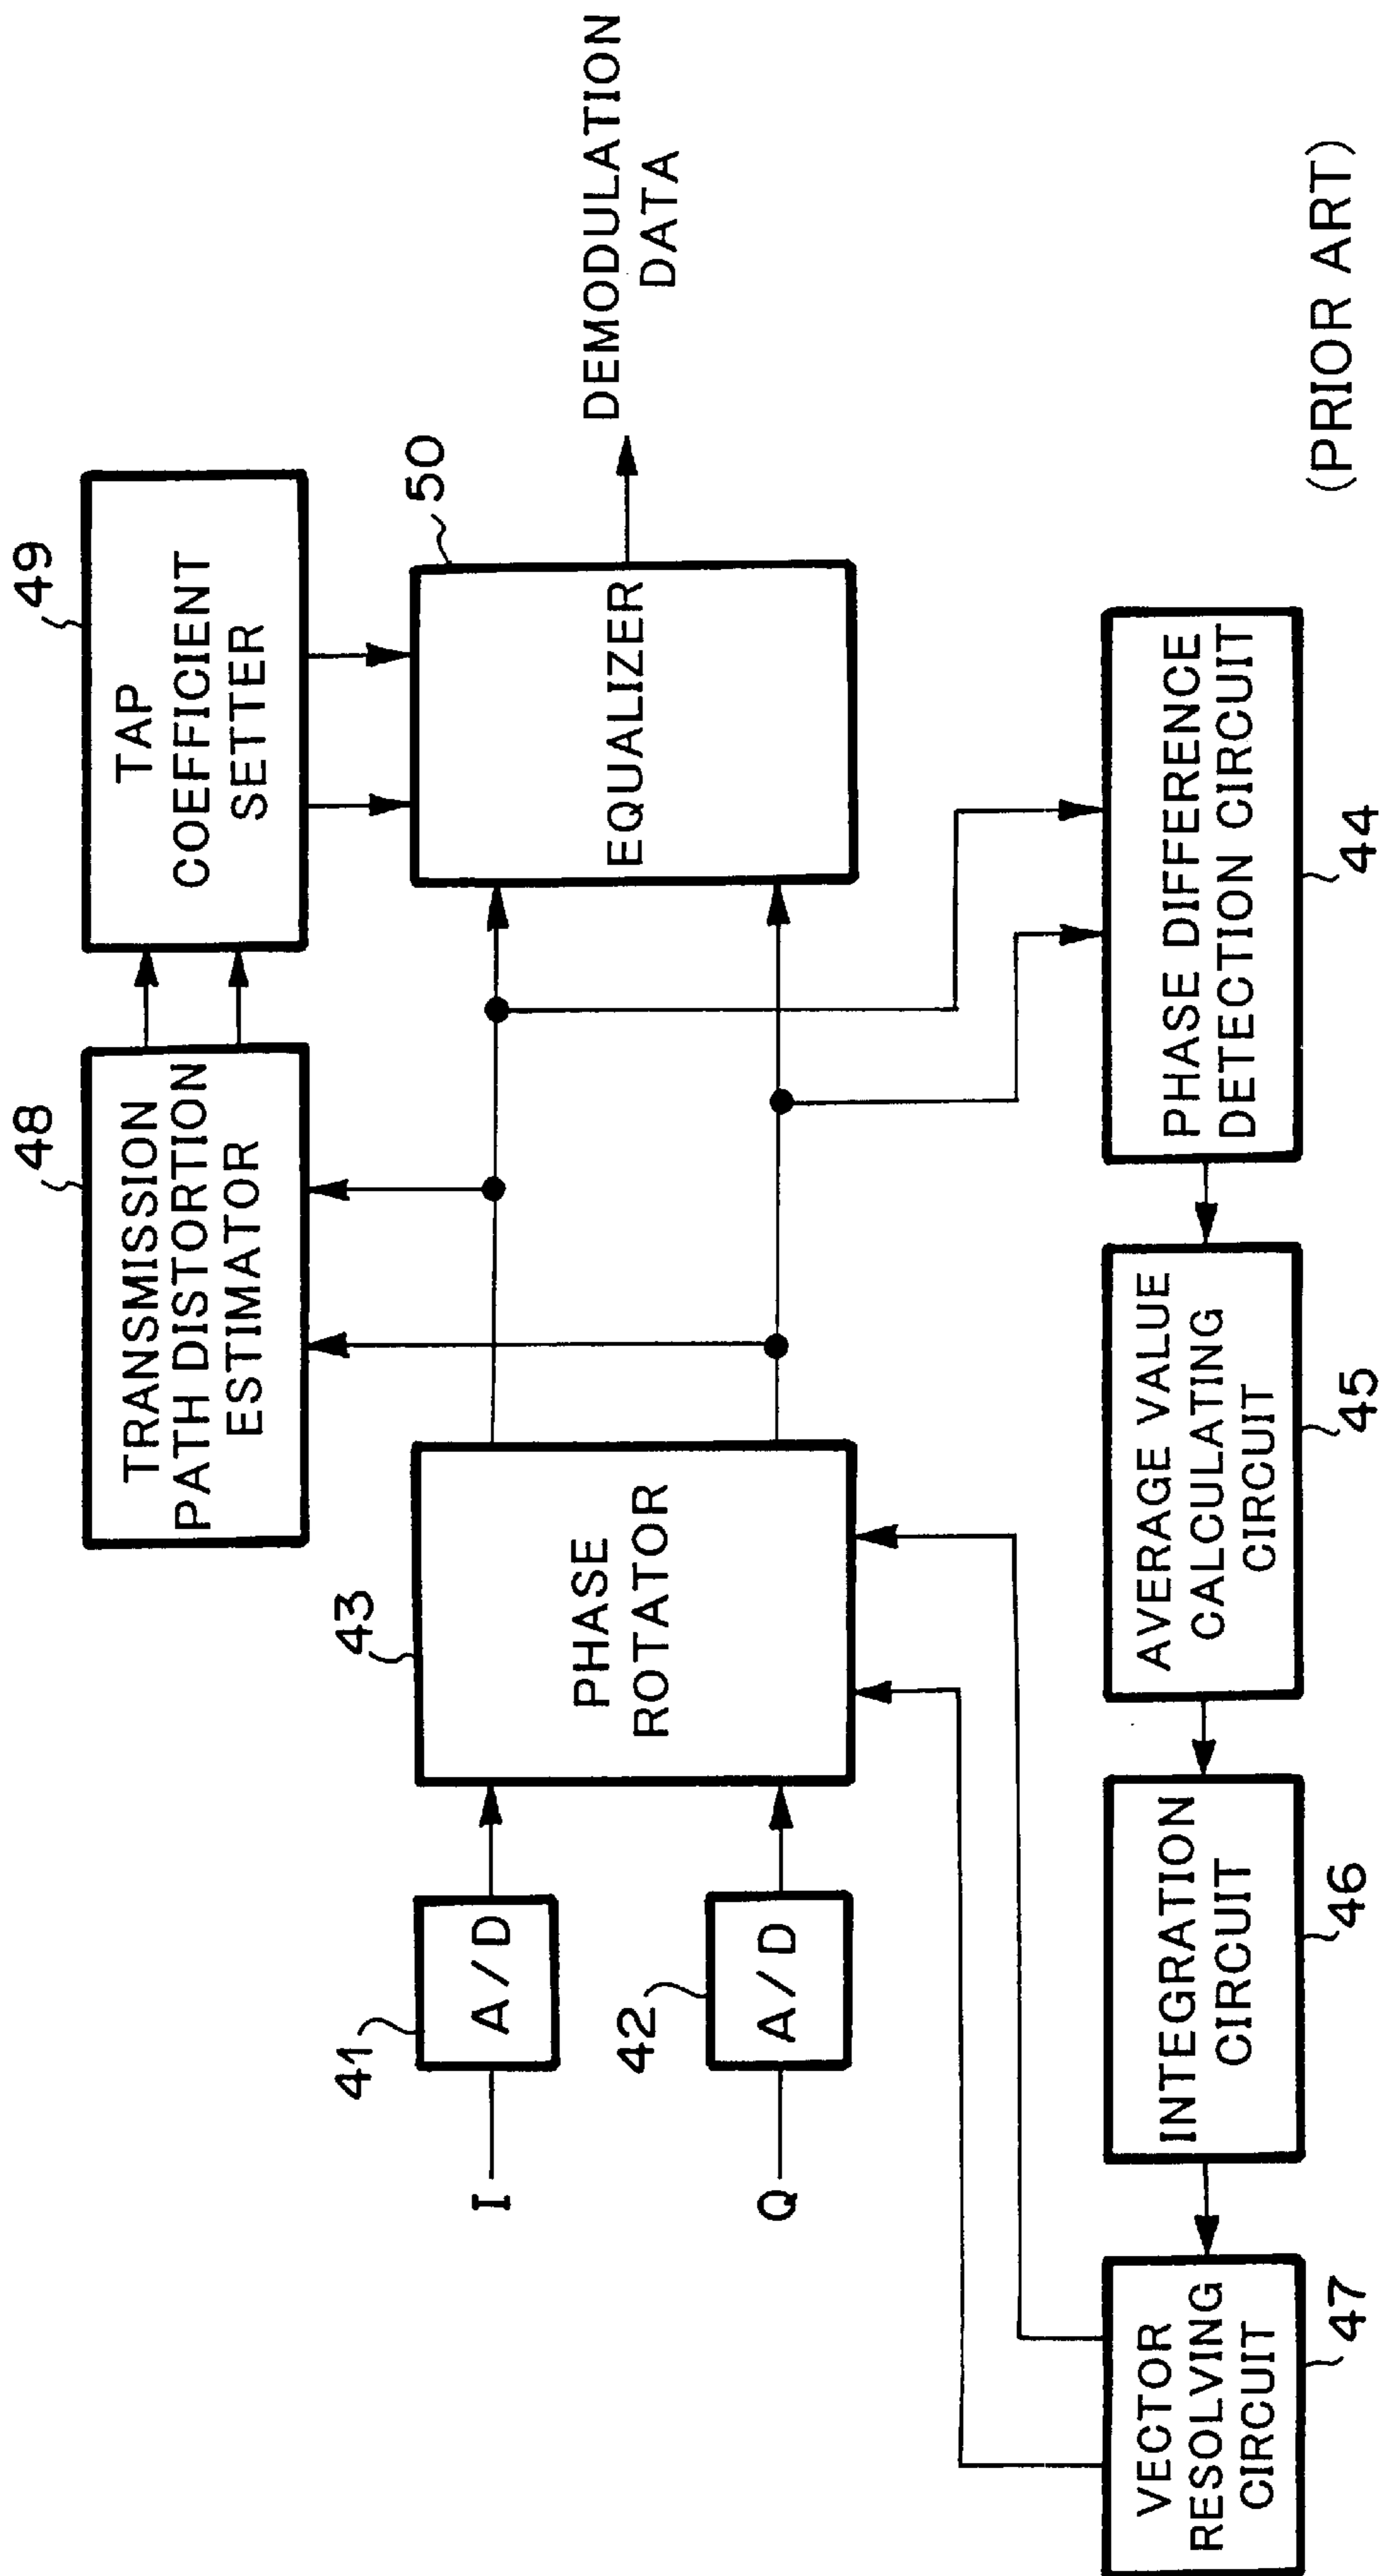 48
TRANSMISSION
PATH DISTORTION
ESTIMATOR
49
TAP
COEFFICIENT
SETTER
I
41
A/D
Q
42
A/D
43
PHASE
ROTATOR
50
EQUALIZER
DEMODULATION
DATA
VECTOR
RESOLVING
CIRCUIT
47
INTEGRATION
CIRCUIT
46
AVERAGE VALUE
CALCULATING
CIRCUIT
45
PHASE DIFFERENCE
DETECTION CIRCUIT
44
(PRIOR ART)